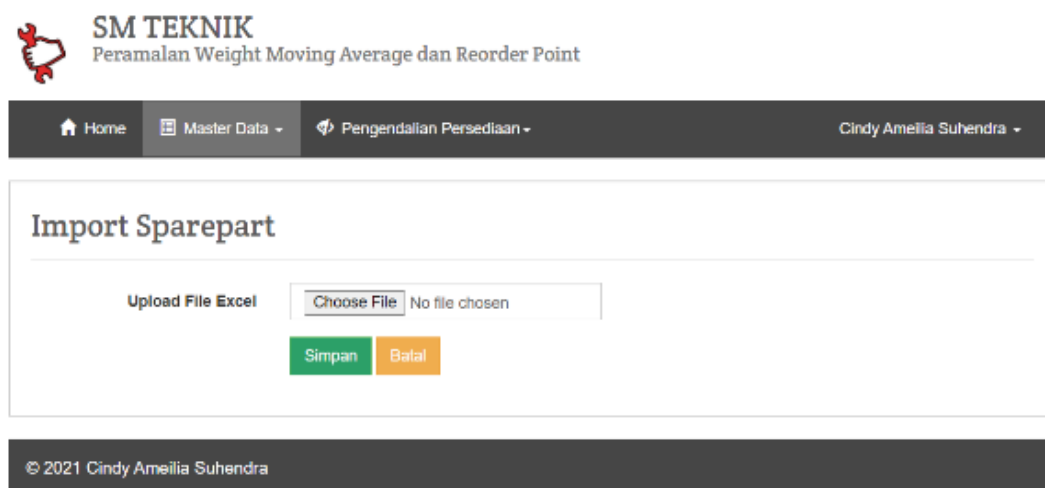 SM TEKNIK
Peramalan Weight Moving Average dan Reorder Point
Home Master Data Pengendalian Persediaan Cindy Ameilia Suhendra
Import Sparepart
Upload File Excel Choose File No file chosen
Simpan Batal
© 2021 Cindy Ameilia Suhendra